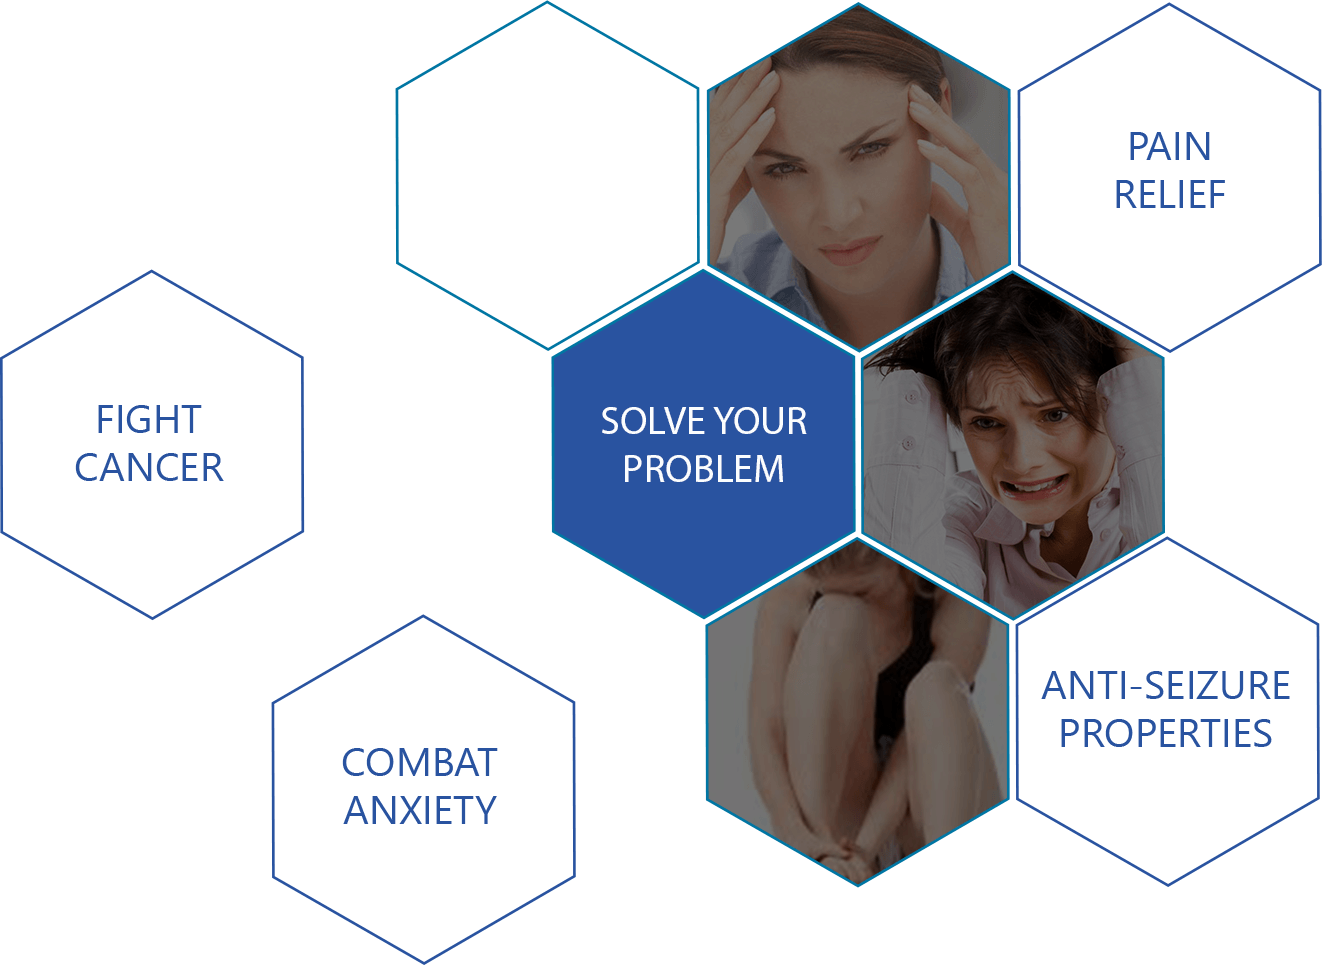 PAIN
RELIEF
FIGHT
CANCER
SOLVE YOUR
PROBLEM
ANTI-SEIZURE
PROPERTIES
COMBAT
ANXIETY